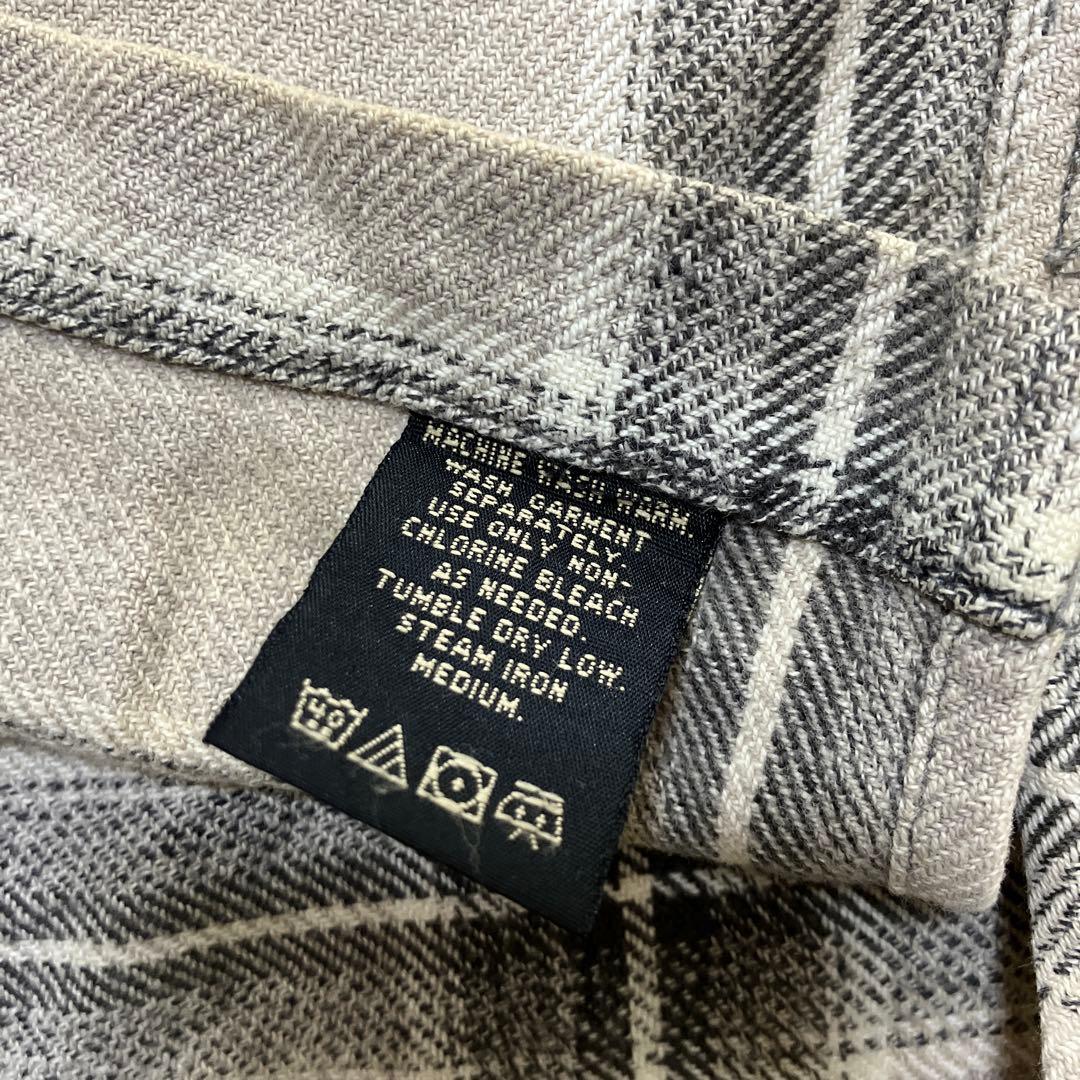 MACHINE WASH WARM.
WASH GARMENT
SEPARATELY.
USE ONLY NON-
CHLORINE BLEACH
AS NEEDED.
TUMBLE DRY LOW.
STEAM IRON
MEDIUM.
40